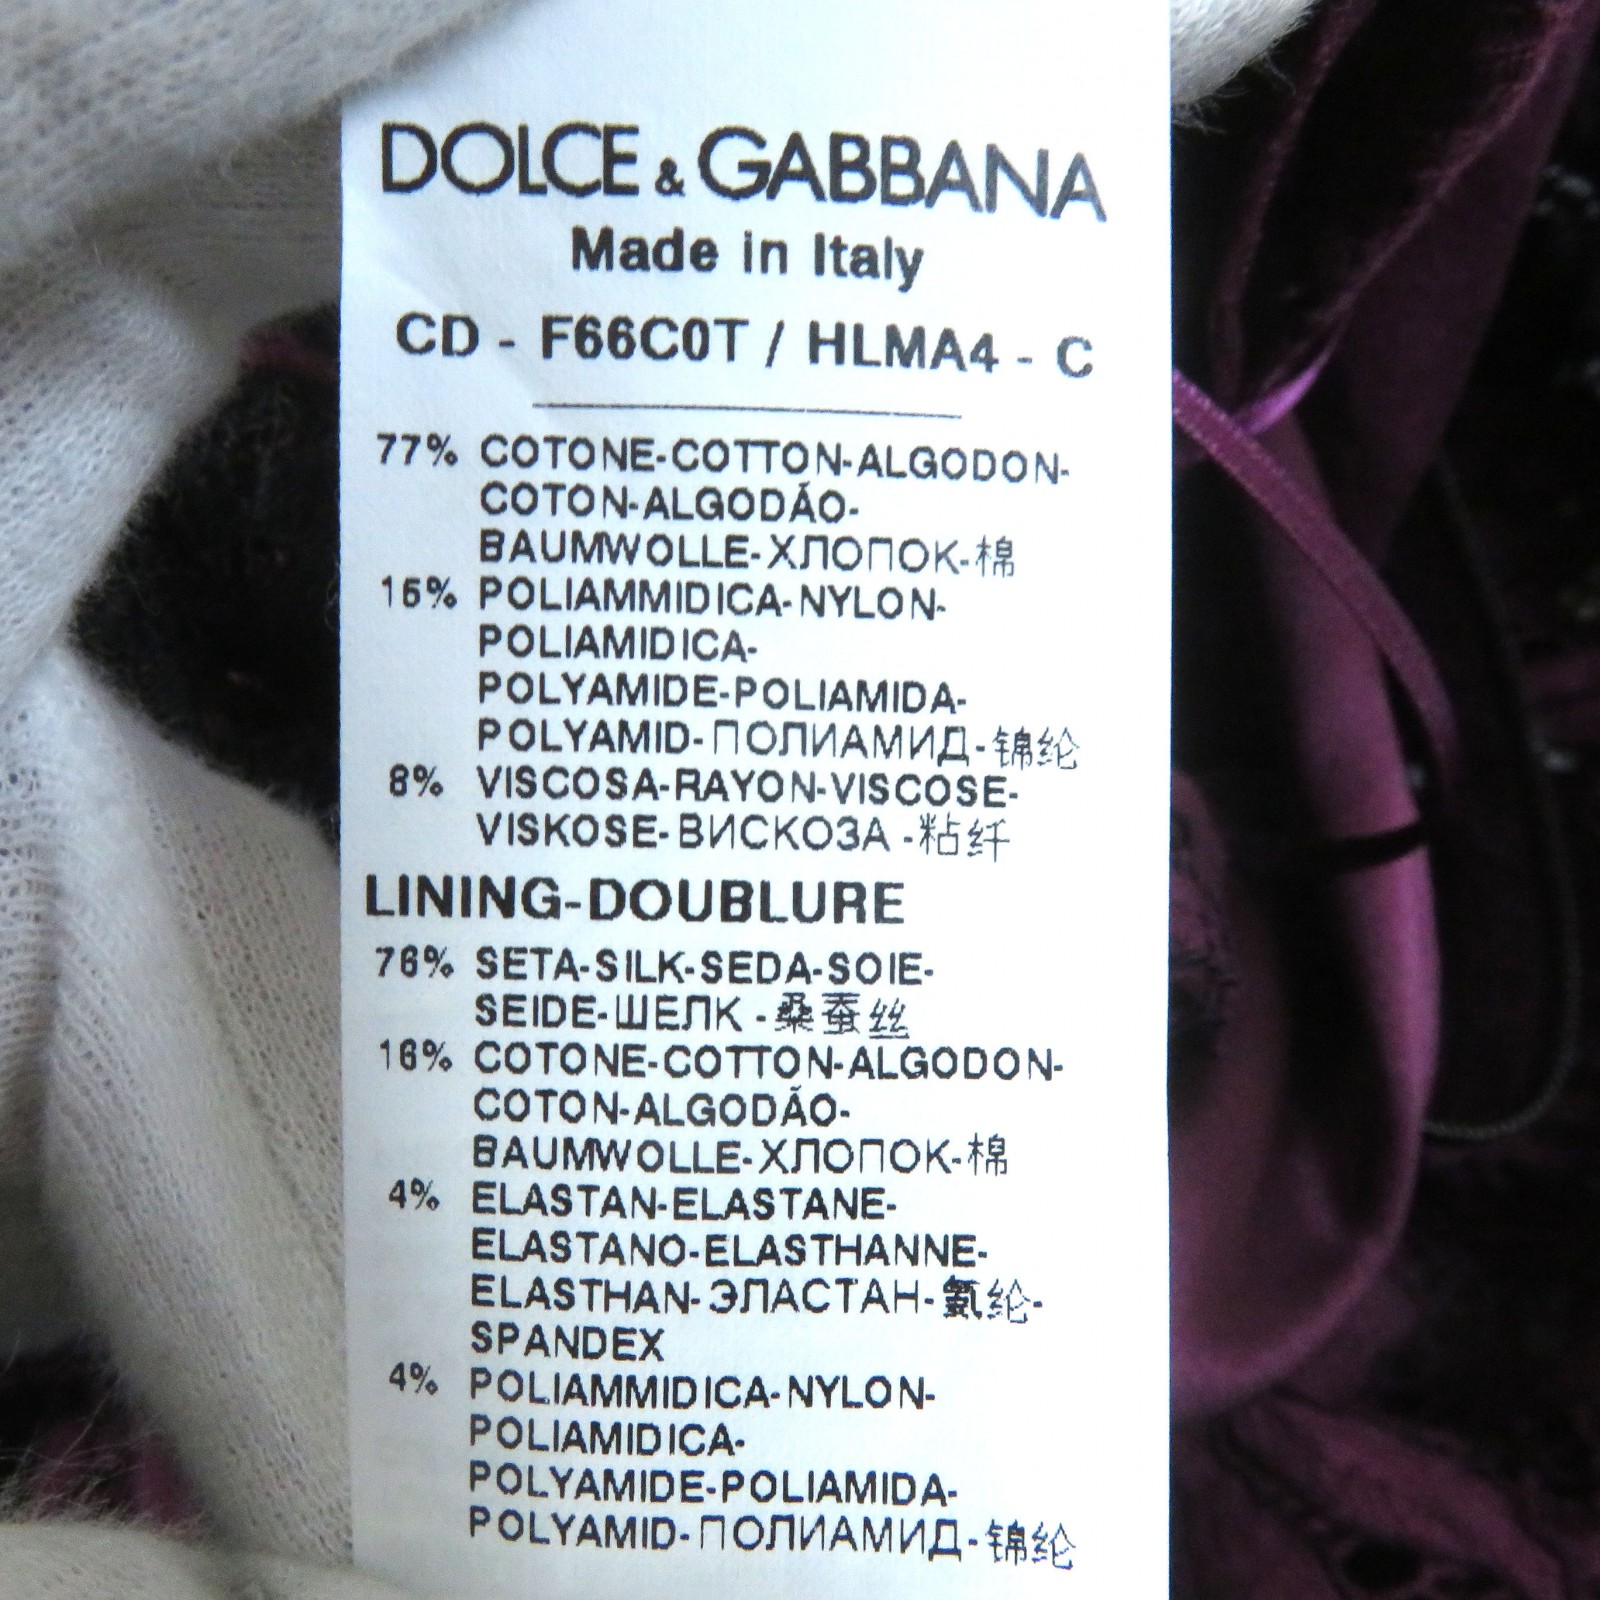 DOLCE & GABBANA
Made in Italy
CD - F66C0T / HLMA4 - C
77% COTONE-COTTON-ALGODON-
COTON-ALGODÃO-
BAUMWOLLE-ХЛОПОК-棉
15% POLIAMMIDICA-NYLON-
POLIAMIDICA-
POLYAMIDE-POLIAMIDA-
POLYAMID-ПОЛИАМИД-锦纶
8% VISCOSA-RAYON-VISCOSE-
VISKOSE-ВИСКОЗА -粘纤
LINING-DOUBLURE
76% SETA-SILK-SEDA-SOIE-
SEIDE-ШЕЛК -桑蚕丝
16% COTONE-COTTON-ALGODON-
COTON-ALGODÃO-
BAUMWOLLE-ХЛОПОК-棉
4% ELASTAN-ELASTANE-
ELASTANO-ELASTHANNE-
ELASTHAN-ЭЛАСТАН-氨纶-
SPANDEX
4% POLIAMMIDICA-NYLON-
POLIAMIDICA-
POLYAMIDE-POLIAMIDA-
POLYAMID-ПОЛИАМИД-锦纶